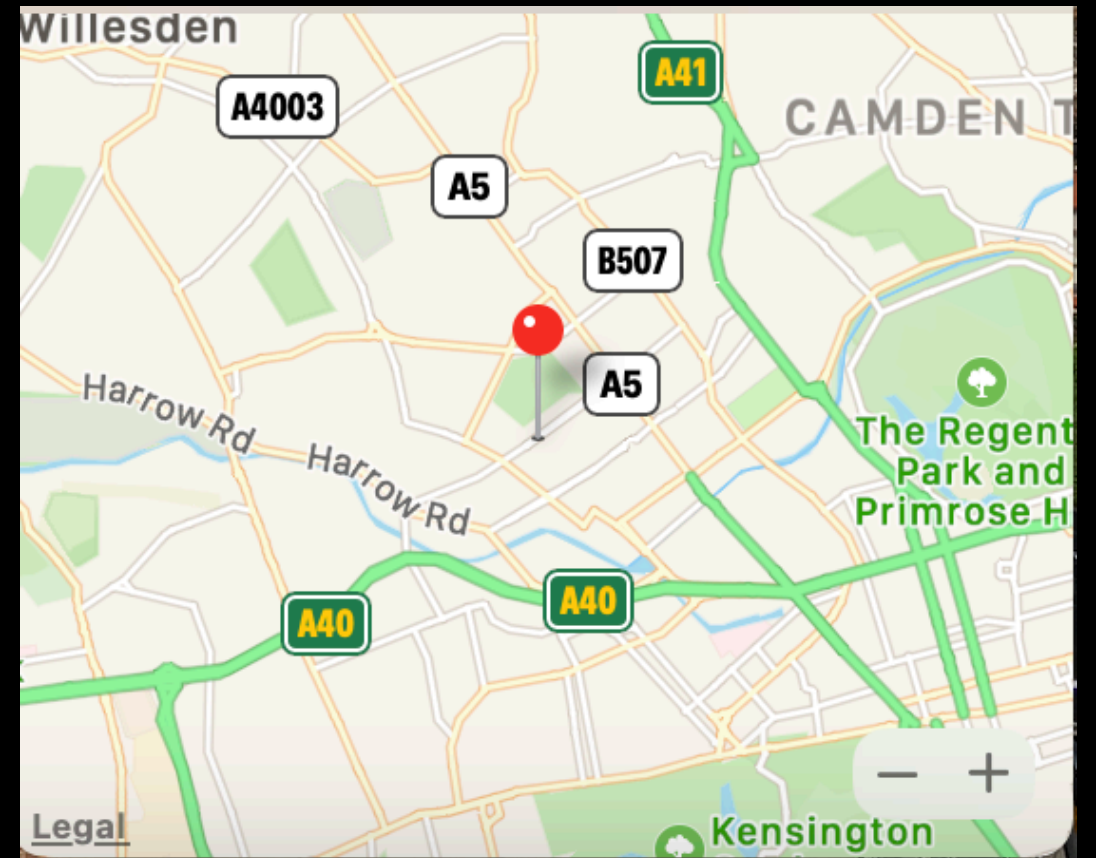 Willesden
A41
A4003
CAMDEN T
A5
B507
A5
Harrow Rd
The Regent
Park and
Primrose H
Harrow Rd
A40
A40
Legal
Kensington